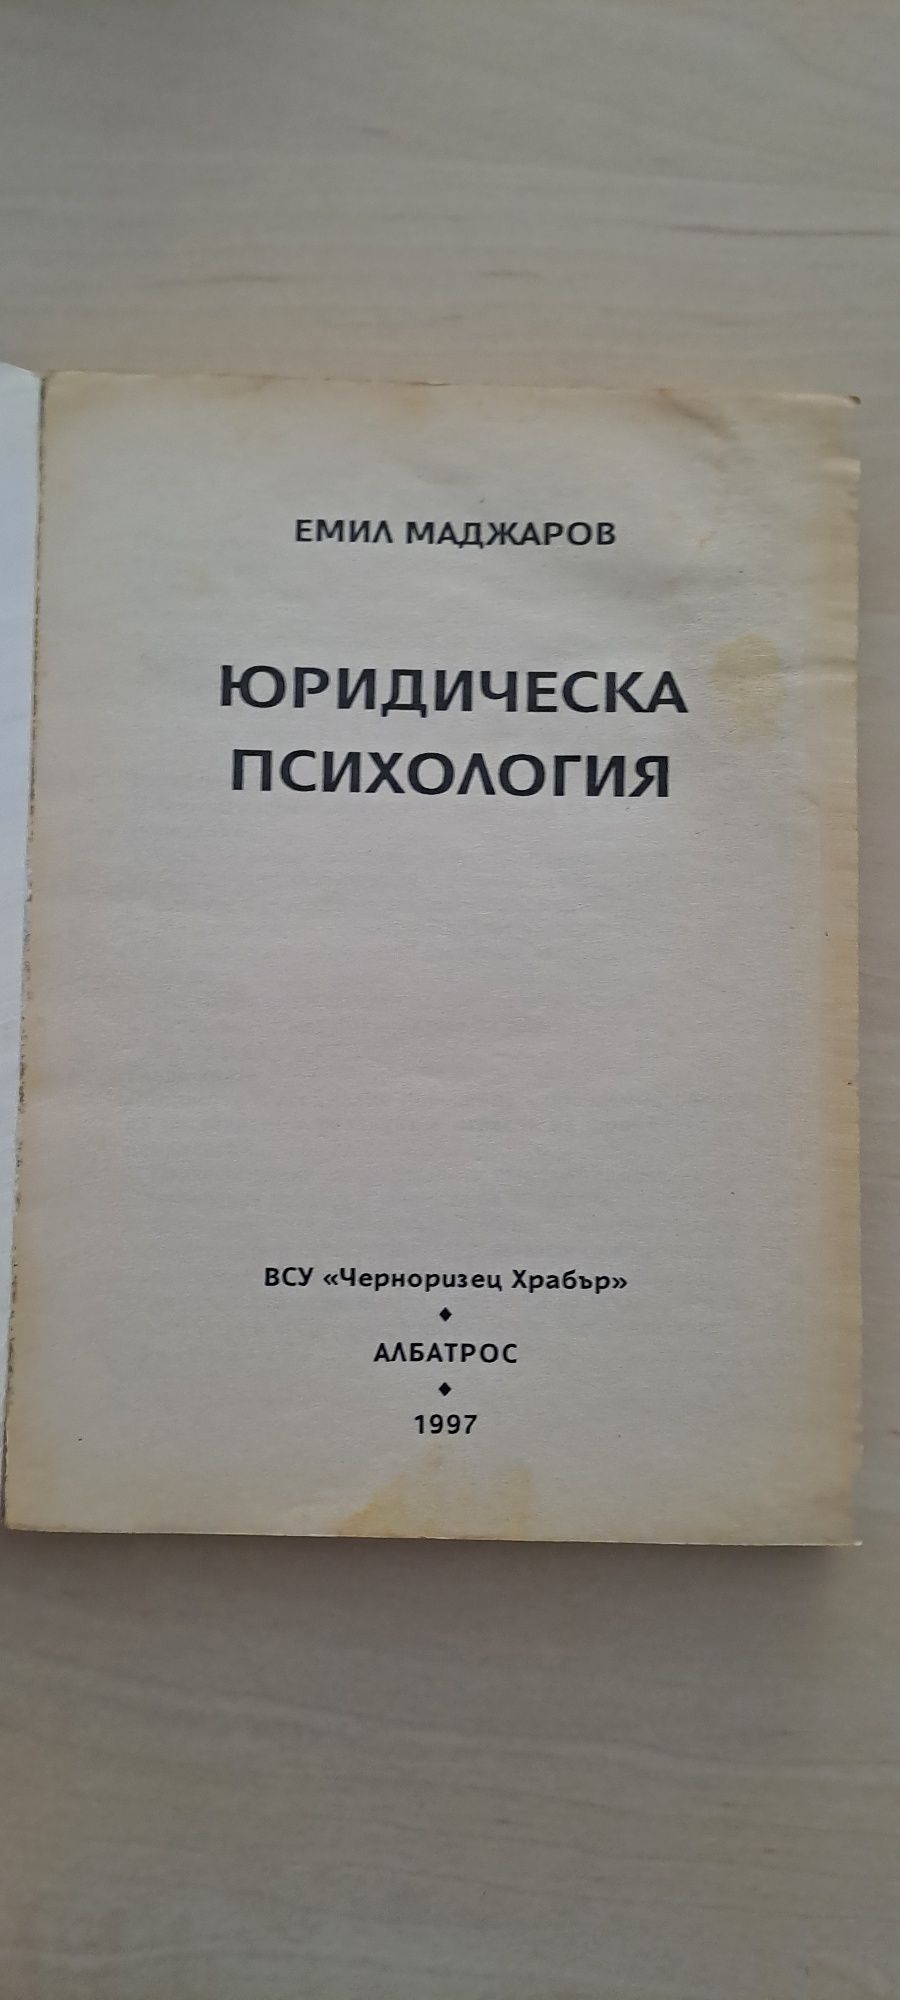 ЕМИЛ МАДЖАРОВ
ЮРИДИЧЕСКА
ПСИХОЛОГИЯ
ВСУ «Черноризец Храбър»
♦
АЛБАТРОС
♦
1997